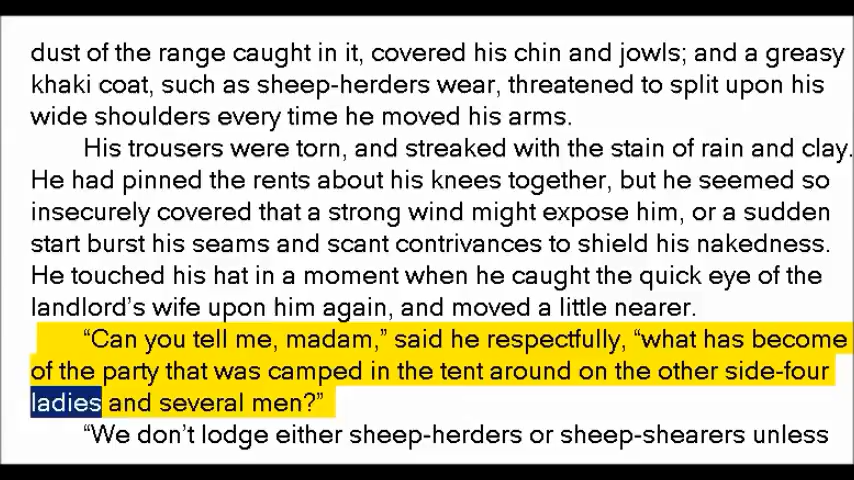 dust of the range caught in it, covered his chin and jowls; and a greasy
khaki coat, such as sheep-herders wear, threatened to split upon his
wide shoulders every time he moved his arms.
His trousers were torn, and streaked with the stain of rain and clay.
He had pinned the rents about his knees together, but he seemed so
insecurely covered that a strong wind might expose him, or a sudden
start burst his seams and scant contrivances to shield his nakedness.
He touched his hat in a moment when he caught the quick eye of the
landlord’s wife upon him again, and moved a little nearer.
“Can you tell me, madam,” said he respectfully, “what has become
of the party that was camped in the tent around on the other side-four
ladies and several men?”
“We don’t lodge either sheep-herders or sheep-shearers unless